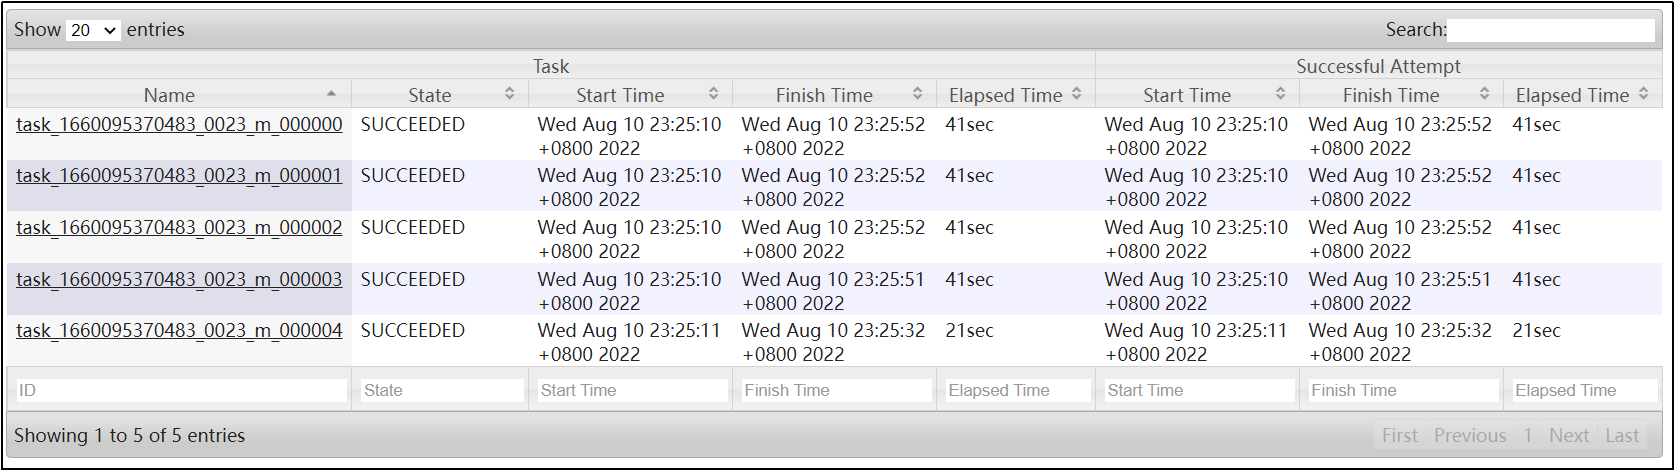 Show 20 entries Search:
Task Successful Attempt
Name State Start Time Finish Time Elapsed Time Start Time Finish Time Elapsed Time
task_1660095370483_0023_m_000000 SUCCEEDED Wed Aug 10 23:25:10 Wed Aug 10 23:25:52 41sec Wed Aug 10 23:25:10 Wed Aug 10 23:25:52 41sec
+0800 2022 +0800 2022 +0800 2022 +0800 2022
task_1660095370483_0023_m_000001 SUCCEEDED Wed Aug 10 23:25:10 Wed Aug 10 23:25:52 41sec Wed Aug 10 23:25:10 Wed Aug 10 23:25:52 41sec
+0800 2022 +0800 2022 +0800 2022 +0800 2022
task_1660095370483_0023_m_000002 SUCCEEDED Wed Aug 10 23:25:10 Wed Aug 10 23:25:52 41sec Wed Aug 10 23:25:10 Wed Aug 10 23:25:52 41sec
+0800 2022 +0800 2022 +0800 2022 +0800 2022
task_1660095370483_0023_m_000003 SUCCEEDED Wed Aug 10 23:25:10 Wed Aug 10 23:25:51 41sec Wed Aug 10 23:25:10 Wed Aug 10 23:25:51 41sec
+0800 2022 +0800 2022 +0800 2022 +0800 2022
task_1660095370483_0023_m_000004 SUCCEEDED Wed Aug 10 23:25:11 Wed Aug 10 23:25:32 21sec Wed Aug 10 23:25:11 Wed Aug 10 23:25:32 21sec
+0800 2022 +0800 2022 +0800 2022 +0800 2022
ID State Start Time Finish Time Elapsed Time Start Time Finish Time Elapsed Time
Showing 1 to 5 of 5 entries First Previous 1 Next Last